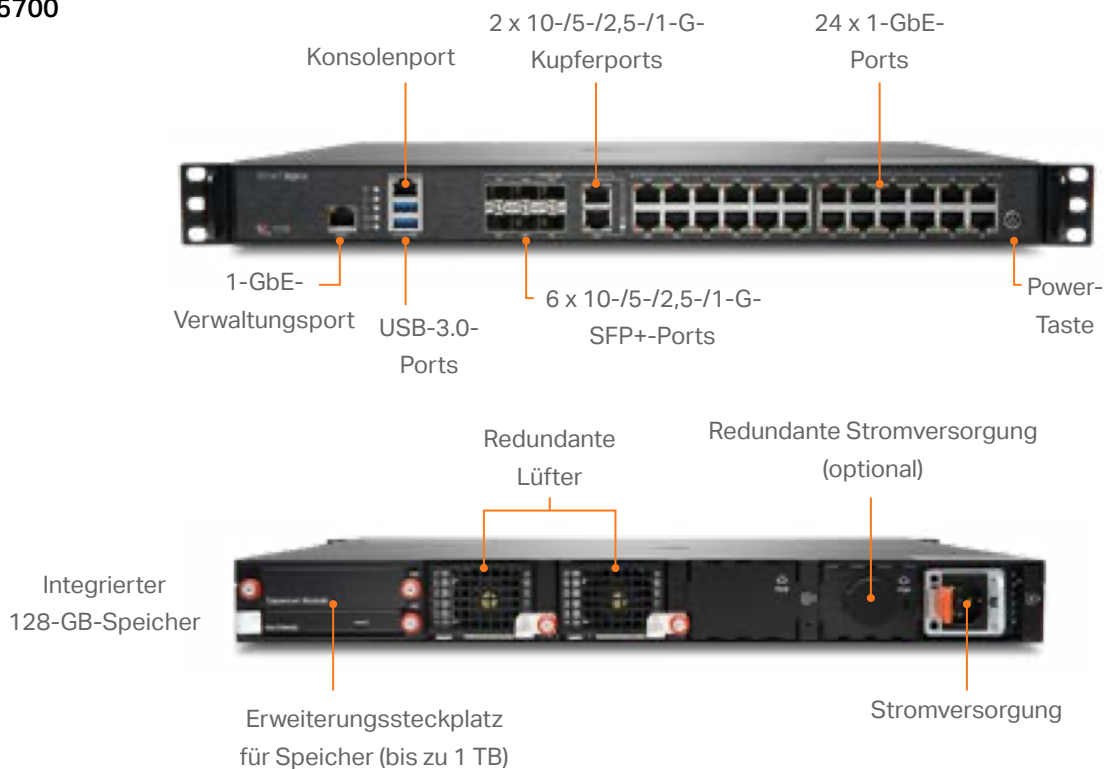 5700
2 x 10-/5-/2,5-/1-G-
Kupferports
24 x 1-GbE-
Ports
Konsolenport
1-GbE-
Verwaltungsport
USB-3.0-
Ports
6 x 10-/5-/2,5-/1-G-
SFP+-Ports
Power-
Taste
Redundante
Lüfter
Redundante Stromversorgung
(optional)
Integrierter
128-GB-Speicher
Expansion Module
Erweiterungssteckplatz
für Speicher (bis zu 1 TB)
Stromversorgung